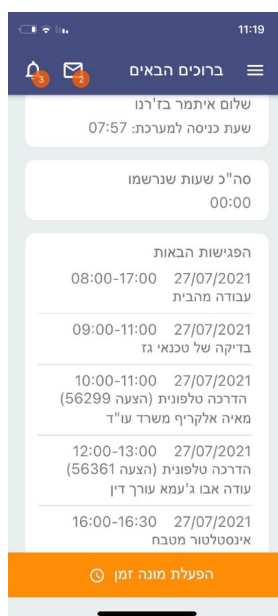 11:19
ברוכים הבאים
2
3
שלום איתמר בז'רנו
שעת כניסה למערכת: 07:57
סה"כ שעות שנרשמו
00:00
הפגישות הבאות
27/07/2021 08:00-17:00
עבודה מהבית
27/07/2021 09:00-11:00
בדיקה של טכנאי גז
27/07/2021 10:00-11:00
הדרכה טלפונית (הצעה 56299)
מאיה אלקריף משרד עו"ד
27/07/2021 12:00-13:00
הדרכה טלפונית (הצעה 56361)
עודה אבו ג'עמא עורך דין
27/07/2021 16:00-16:30
אינסטלטור מטבח
הפעלת מונה זמן